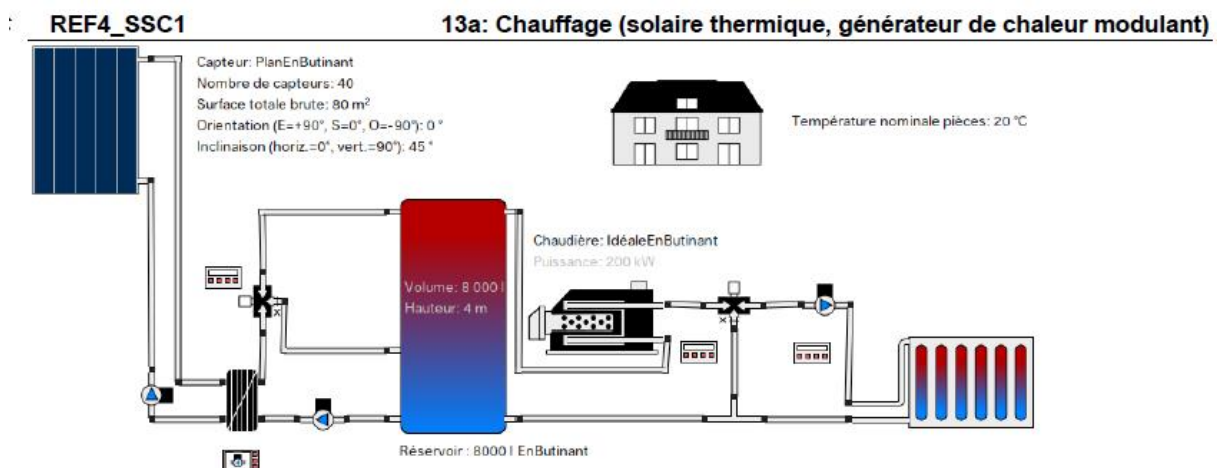 REF4_SSC1
13a: Chauffage (solaire thermique, générateur de chaleur modulant)
Capteur: PlanEnButinant
Nombre de capteurs: 40
Surface totale brute: 80 m²
Orientation (E=+90°, S=0°, O=-90°): 0 °
Inclinaison (horiz.=0°, vert.=90°): 45 °
Température nominale pièces: 20 °C
Chaudière: IdéaleEnButinant
Puissance: 200 kW
Volume: 8 000 l
Hauteur: 4 m
Réservoir : 8000 l EnButinant